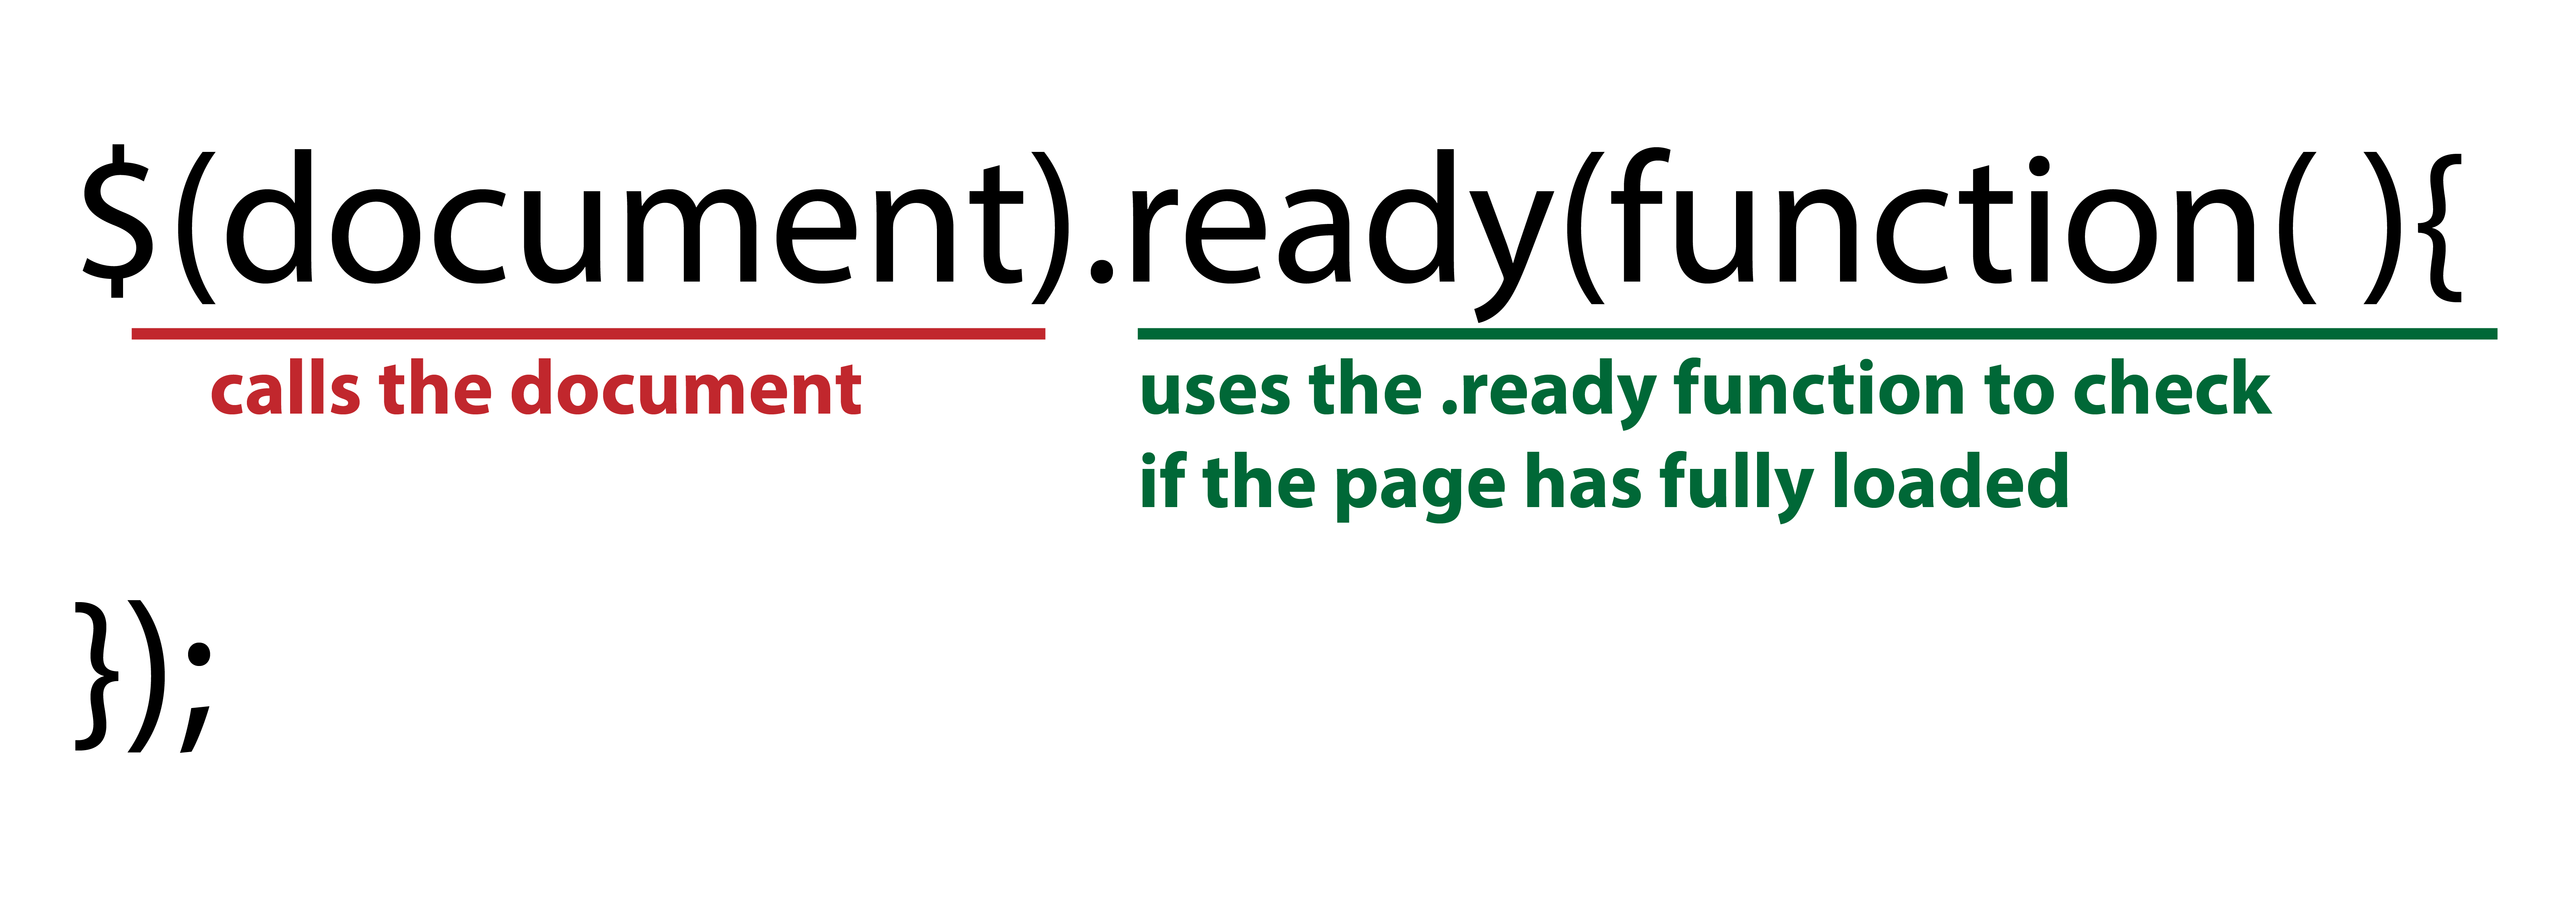 $(document).ready(function( ){
calls the document
uses the .ready function to check
if the page has fully loaded
});